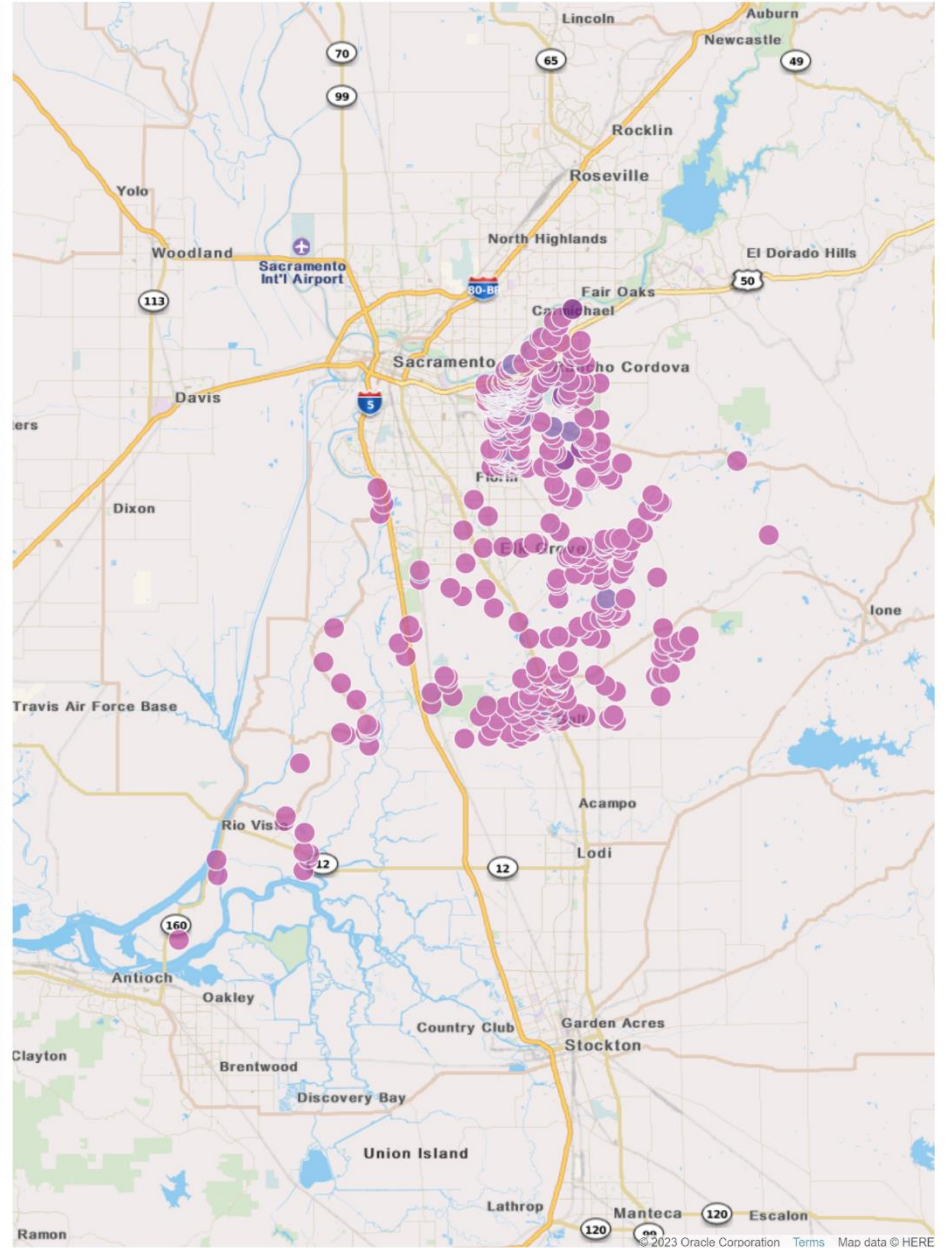 Lincoln
Auburn
Newcastle
70
65
49
99
Rocklin
Roseville
Yolo
North Highlands
Woodland
El Dorado Hills
Sacramento
Int'l Airport
50
80-B
Fair Oaks
113
Carmichael
Sacramento
Rancho Cordova
Davis
5
ers
Florin
Dixon
Elk Grove
Ione
Travis Air Force Base
Acampo
Rio Vista
Lodi
12
12
160
Antioch
Oakley
Country Club
Garden Acres
Stockton
Clayton
Brentwood
Discovery Bay
Union Island
Lathrop
Manteca
120
Escalon
120
99
Ramon
© 2023 Oracle Corporation Terms Map data © HERE